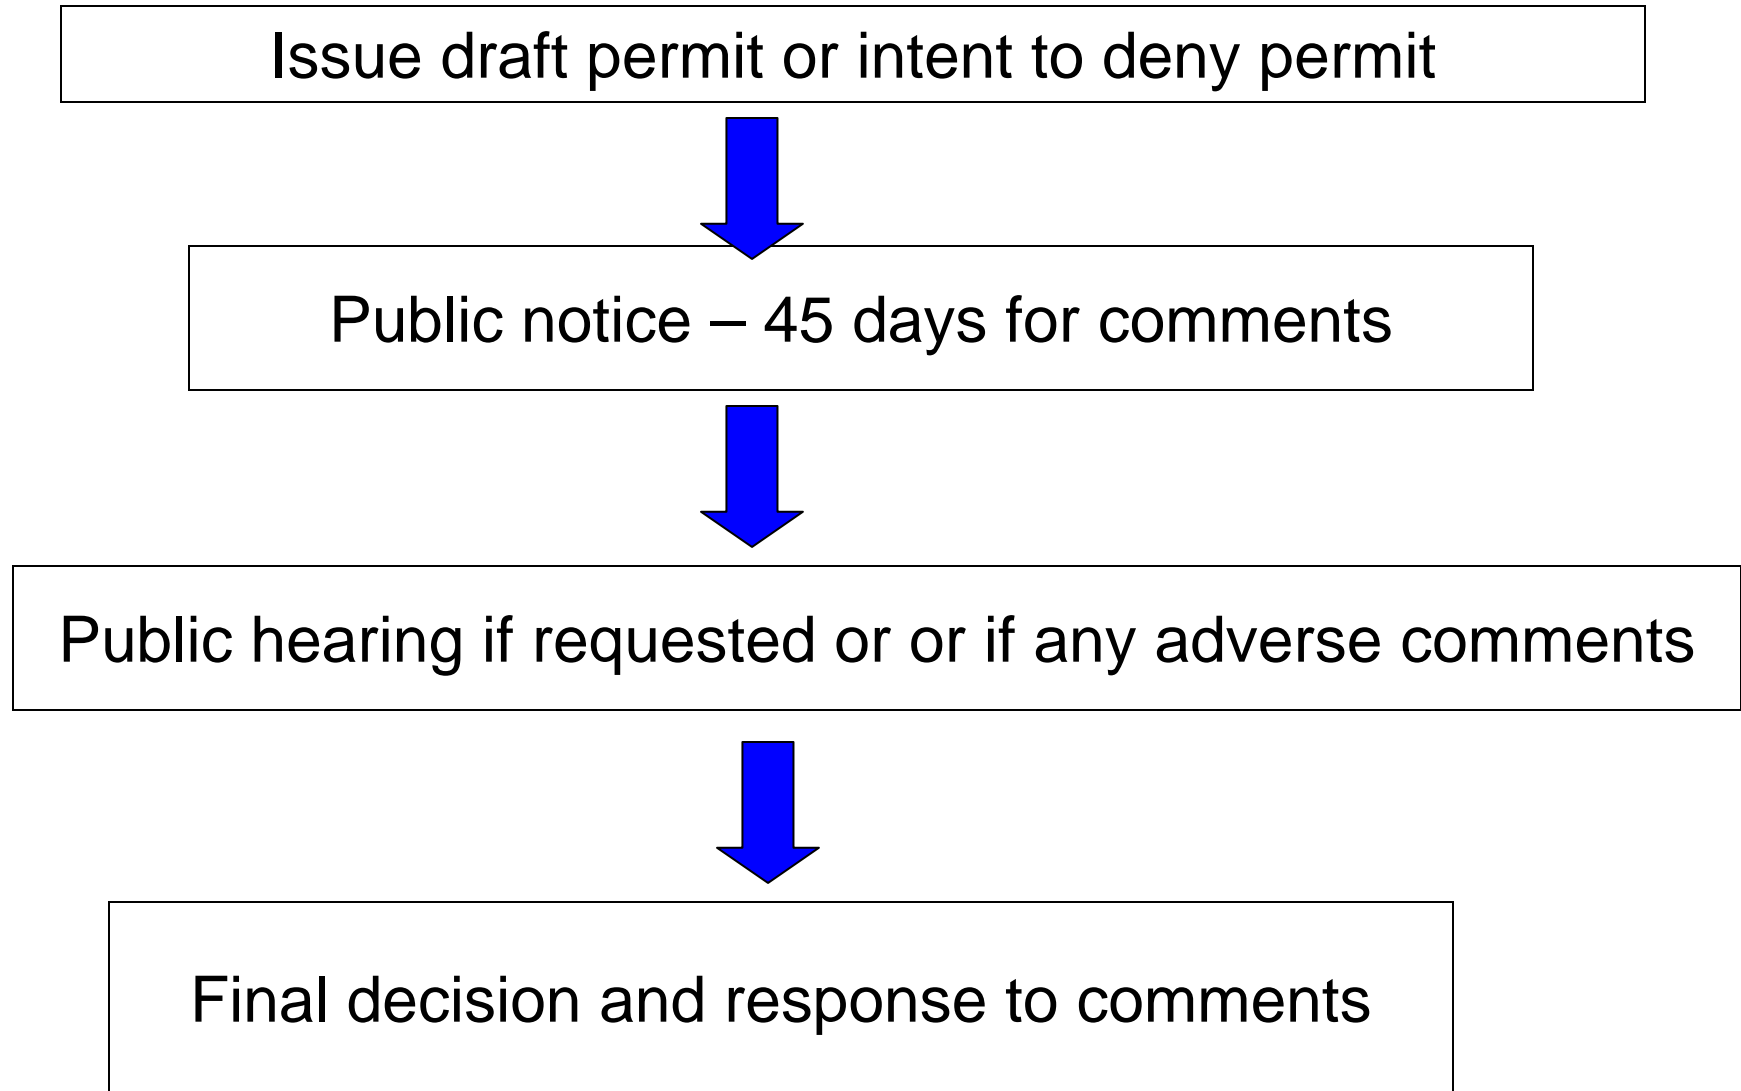 Issue draft permit or intent to deny permit
Public notice – 45 days for comments
Public hearing if requested or or if any adverse comments
Final decision and response to comments